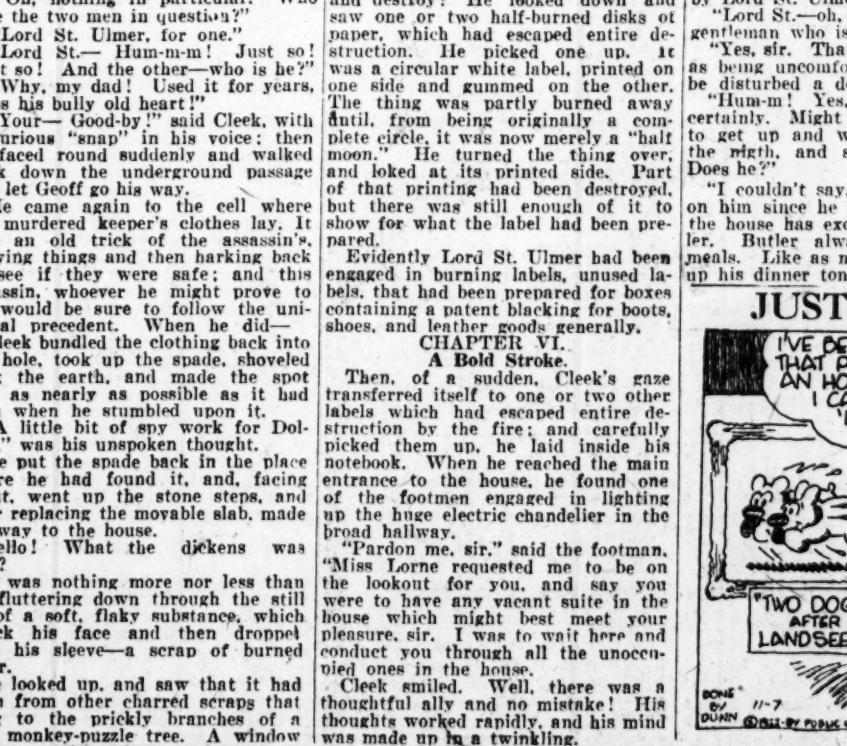 Oh, nothing in particular. Who
e the two men in question?"
Lord St. Ulmer, for one."
Lord St.— Hum-m-m! Just so!
t so! And the other—who is he?"
Why, my dad! Used it for years,
s his bully old heart!"
Your— Good-by!" said Cleek, with
urious "snap" in his voice; then
faced round suddenly and walked
k down the underground passage
let Geoff go his way.
e came again to the cell where
murdered keeper's clothes lay. It
an old trick of the assassin's,
ying things and then harking back
see if they were safe; and this
assin, whoever he might prove to
would be sure to follow the uni-
al precedent. When he did—
leek bundled the clothing back into
hole, took up the spade, shoveled
the earth, and made the spot
as nearly as possible as it had
when he stumbled upon it.
A little bit of spy work for Dol-
" was his unspoken thought.
e put the spade back in the place
re he had found it, and, facing
t, went up the stone steps, and
replacing the movable slab, made
way to the house.
ello! What the dickens was
?
was nothing more nor less than
fluttering down through the still
of a soft, flaky substance, which
ck his face and then droppel
his sleeve—a scrap of burned
r.
looked up, and saw that it had
n from other charred scraps that
to the prickly branches of a
monkey-puzzle tree. A window
and destroy? He looked down and
saw one or two half-burned disks of
paper, which had escaped entire de-
struction. He picked one up. It
was a circular white label, printed on
one side and gummed on the other.
The thing was partly burned away
until, from being originally a com-
plete circle, it was now merely a "half
moon." He turned the thing over,
and loked at its printed side. Part
of that printing had been destroyed,
but there was still enough of it to
show for what the label had been pre-
pared.
Evidently Lord St. Ulmer had been
engaged in burning labels, unused la-
bels, that had been prepared for boxes
containing a patent blacking for boots,
shoes, and leather goods generally.
CHAPTER VI.
A Bold Stroke.
Then, of a sudden, Cleek's gaze
transferred itself to one or two other
labels which had escaped entire de-
struction by the fire; and carefully
picked them up, he laid inside his
notebook. When he reached the main
entrance to the house, he found one
of the footmen engaged in lighting
up the huge electric chandelier in the
broad hallway.
"Pardon me, sir," said the footman,
"Miss Lorne requested me to be on
the lookout for you, and say you
were to have any vacant suite in the
house which might best meet your
pleasure, sir. I was to wait here and
conduct you through all the unoccu-
pied ones in the house.
Cleek smiled. Well, there was a
thoughtful ally and no mistake! His
thoughts worked rapidly, and his mind
was made up in a twinkling.
by Lord St. Ulme
"Lord St.—oh,
gentleman who is
"Yes, sir. Tha
as being uncomfo
be disturbed a d
"Hum-m! Yes,
certainly. Might
to get up and w
the nigth, and s
Does he?"
"I couldn't say,
on him since he
the house has exc
ler. Butler alwa
meals. Like as n
up his dinner ton
JUST
I'VE BE
THAT P
AN HO
I CA
"TWO DOG
AFTER
LANDSEE
DONE
BY
DUNN
11-7
©1922-BY PUBLIC